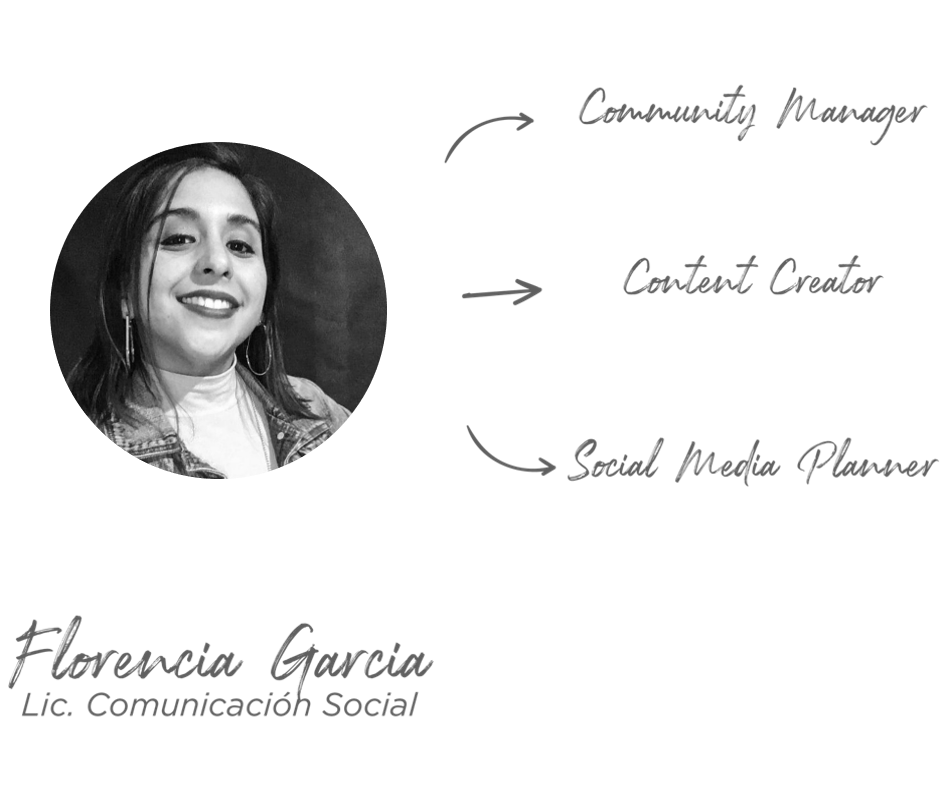 Community Manager
Content Creator
Social Media Planner
Florencia Garcia
Lic. Comunicación Social